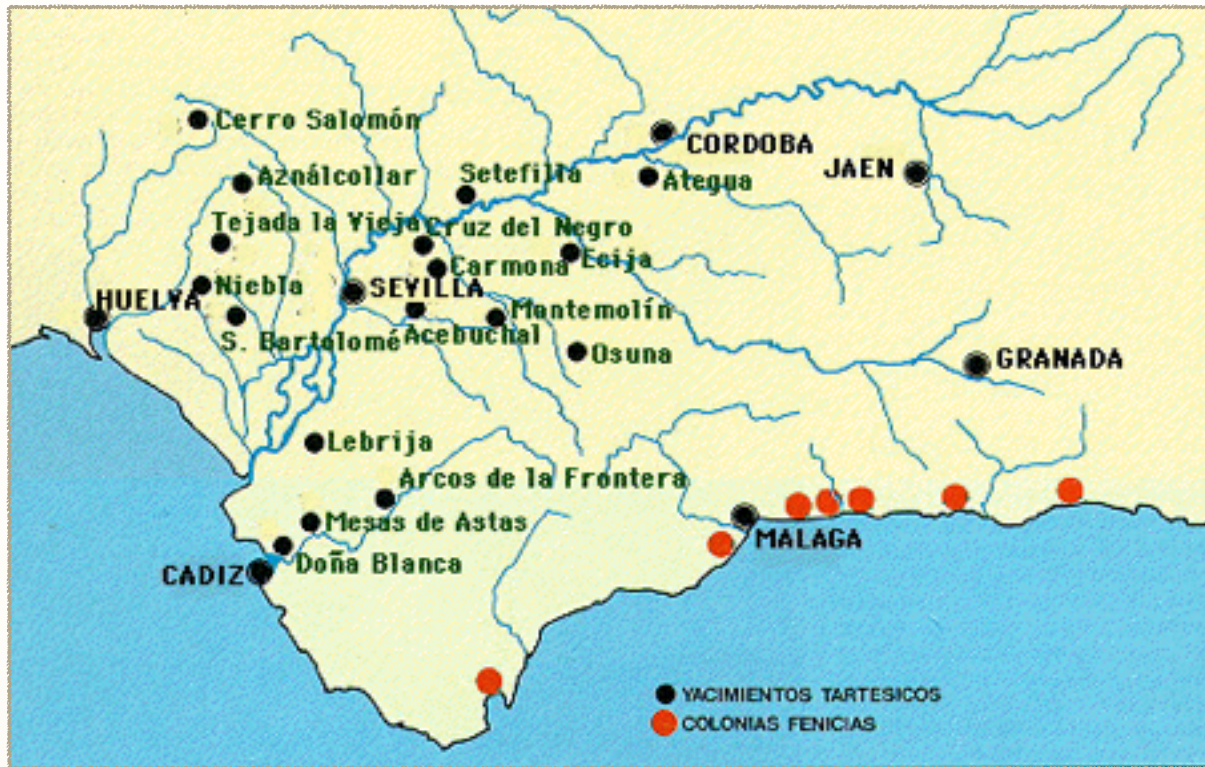 Cerro Salomón
CORDOBA
Aználcollar
Setefilla
Ategua
JAEN
Tejada la Vieja
Cruz del Negro
Carmona
Ecija
HUELVA
Niebla
SEVILLA
S. Bartolomé
Acebuchal
Mantemolín
Osuna
GRANADA
Lebrija
Arcos de la Frontera
Mesas de Astas
Doña Blanca
CADIZ
MALAGA
YACIMIENTOS TARTESICOS
COLONIAS FENICIAS